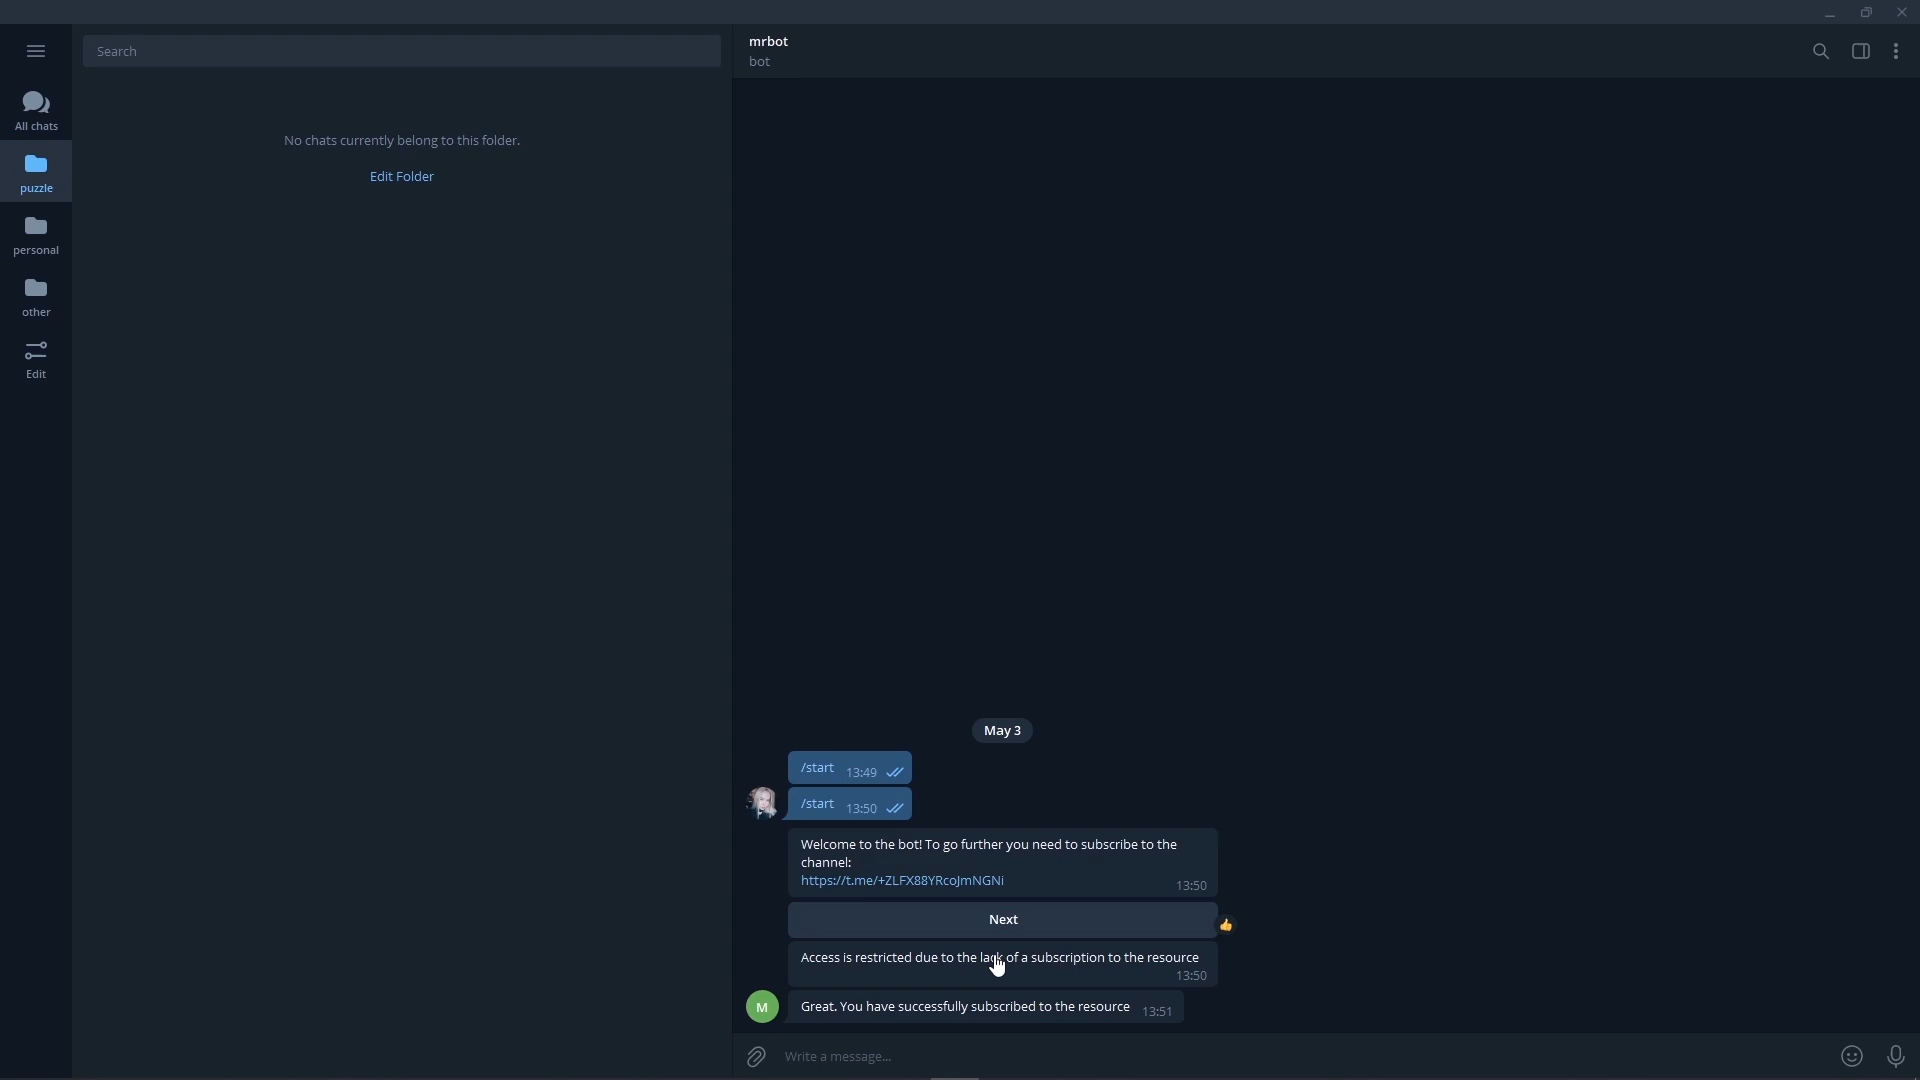 Search
All chats
puzzle
personal
other
Edit
No chats currently belong to this folder.
Edit Folder
mrbot
bot
May 3
/start 13:49
/start 13:50
Welcome to the bot! To go further you need to subscribe to the
channel:
https://t.me/+ZLFX88YRcoJmNGNi 13:50
Next
Access is restricted due to the lack of a subscription to the resource
13:50
M
Great. You have successfully subscribed to the resource 13:51
Write a message...